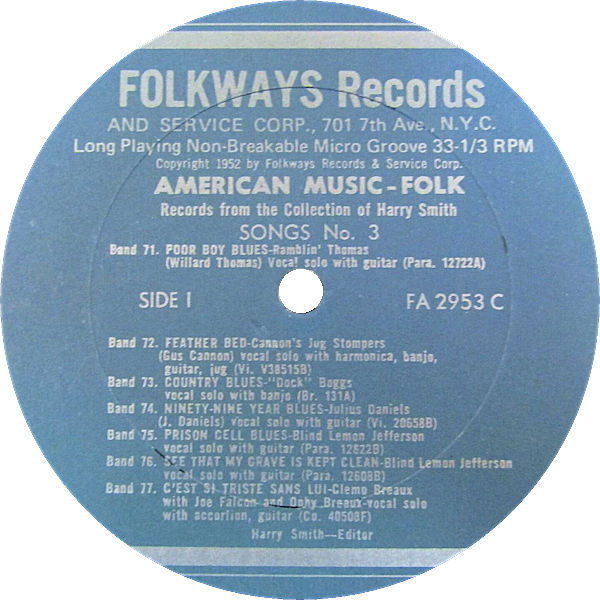 FOLKWAYS Records
AND SERVICE CORP., 701 7th Ave., N.Y.C.
Long Playing Non-Breakable Micro Groove 33-1/3 RPM
Copyright 1952 by Folkways Records & Service Corp.
AMERICAN MUSIC-FOLK
Records from the Collection of Harry Smith
SONGS No. 3
Band 71. POOR BOY BLUES-Ramblin' Thomas
(Willard Thomas) Vocal solo with guitar (Para. 12722A)
SIDE I FA 2953 C
Band 72. FEATHER BED-Cannon's Jug Stompers
(Gus Cannon) vocal solo with harmonica, banjo,
guitar, jug (Vi. V38515B)
Band 73. COUNTRY BLUES-"Dock" Boggs
vocal solo with banjo (Br. 131A)
Band 74. NINETY-NINE YEAR BLUES-Julius Daniels
(J. Daniels) vocal solo with guitar (Vi. 20658B)
Band 75. PRISON CELL BLUES-Blind Lemon Jefferson
vocal solo with guitar (Para. 12622B)
Band 76. SEE THAT MY GRAVE IS KEPT CLEAN-Blind Lemon Jefferson
vocal solo with guitar (Para. 12608B)
Band 77. C'EST SI TRISTE SANS LUI-Clemo Breaux
with Joe Falcon and Ophy Breaux-vocal solo
with accortion, guitar (Co. 40508F)
Harry Smith—Editor